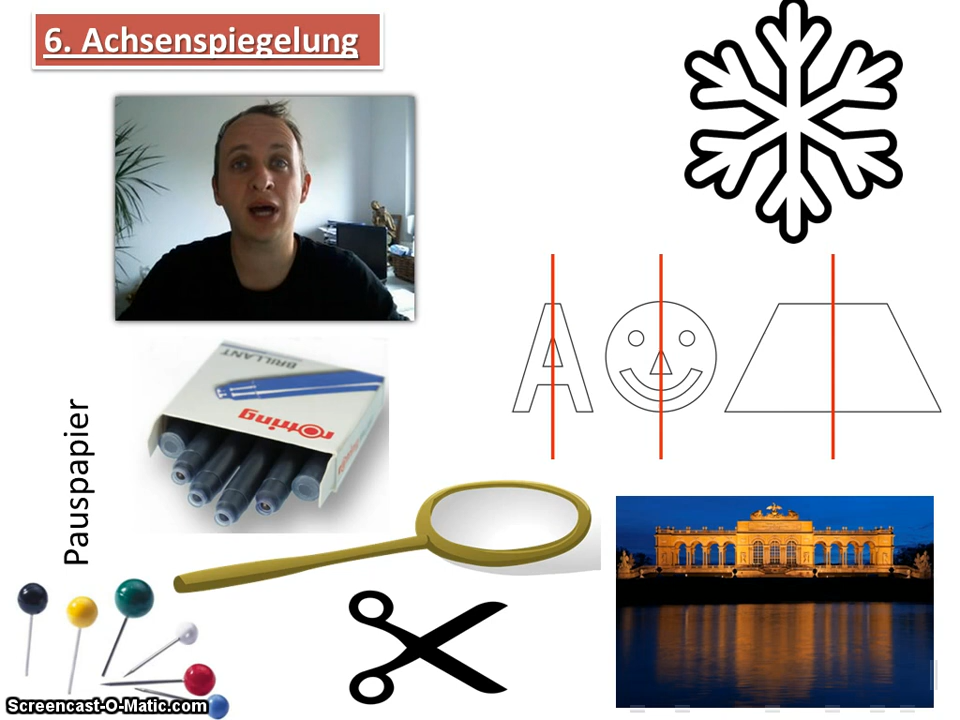 6. Achsenspiegelung
BRILLANT
rotring
Pauspapier
A
Screencast-O-Matic.com